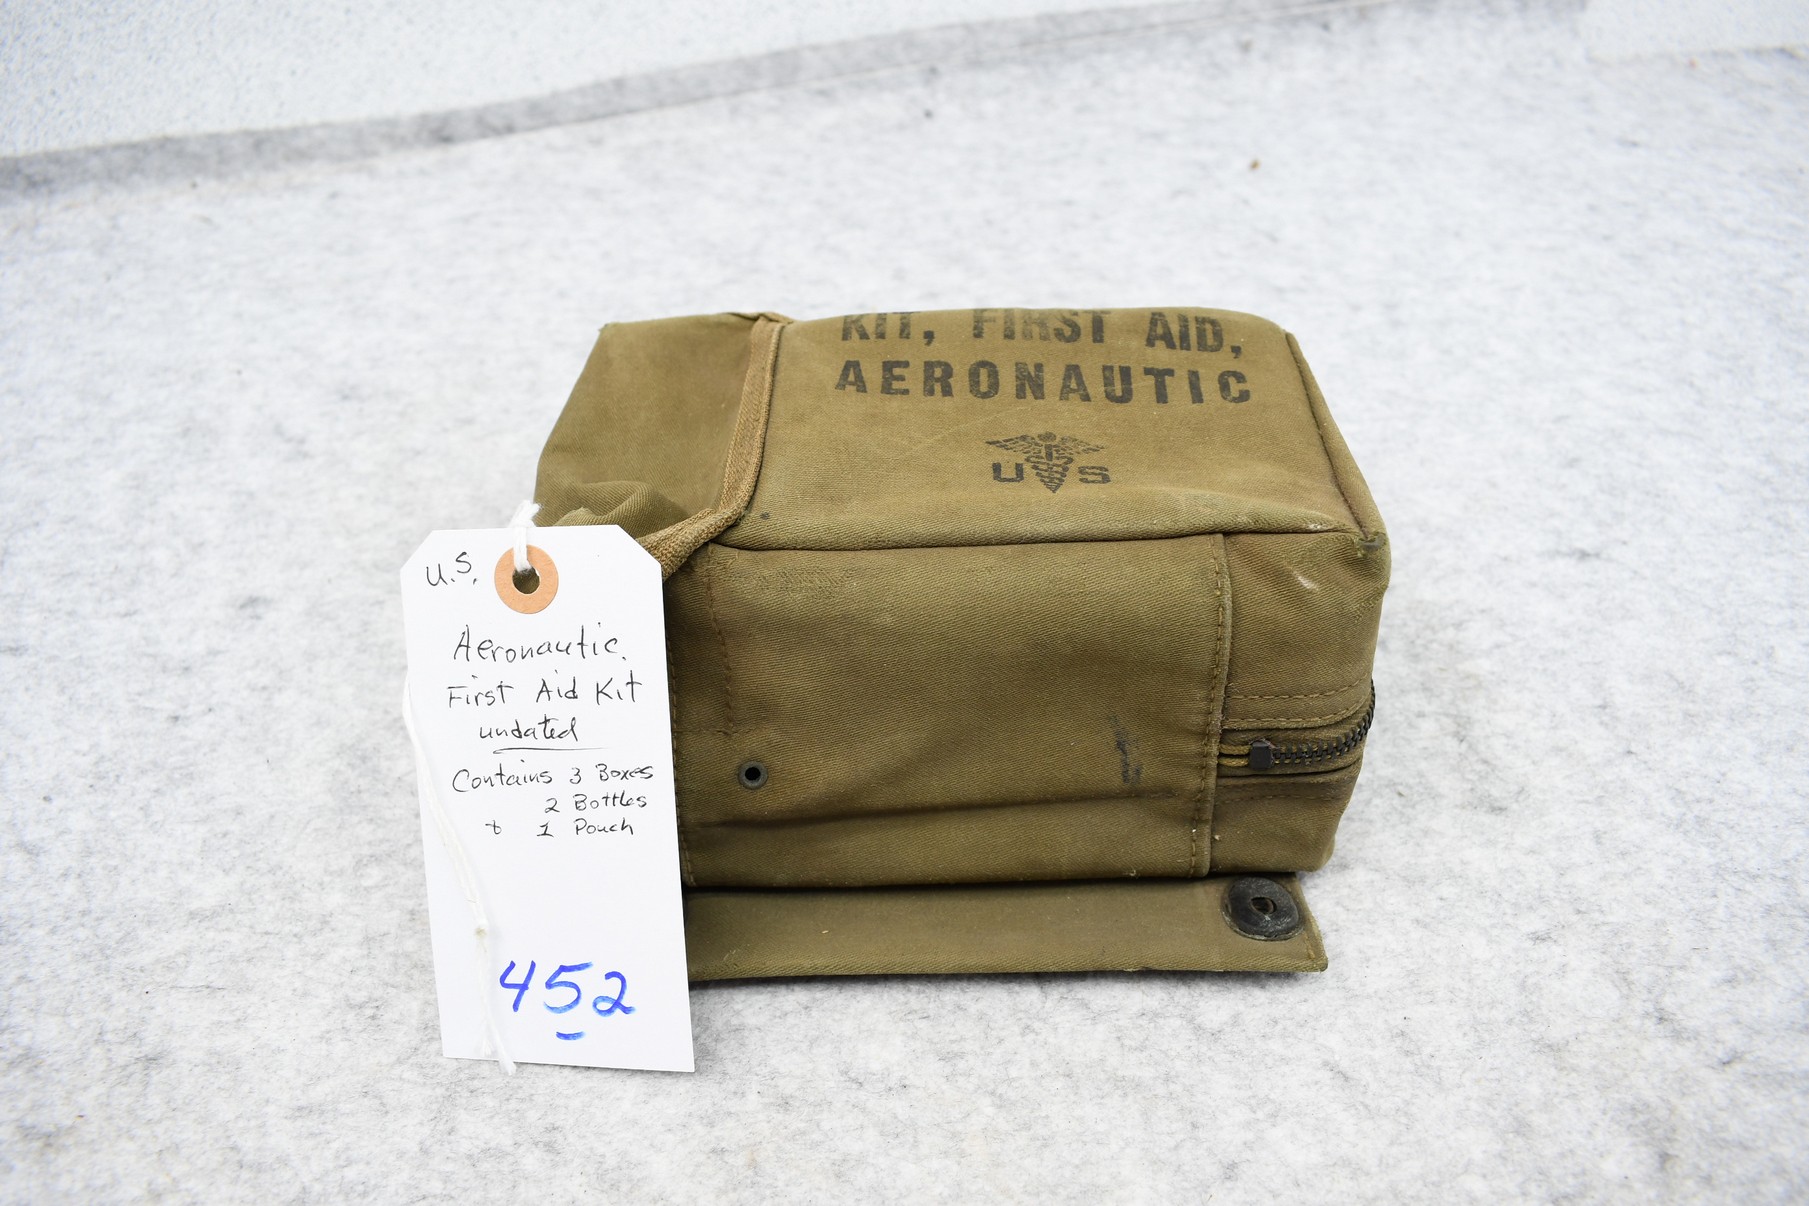 KIT, FIRST AID,
AERONAUTIC
U S
U.S.
Aeronautic.
First Aid Kit
undated
Contains 3 Boxes
2 Bottles
& 1 Pouch
452